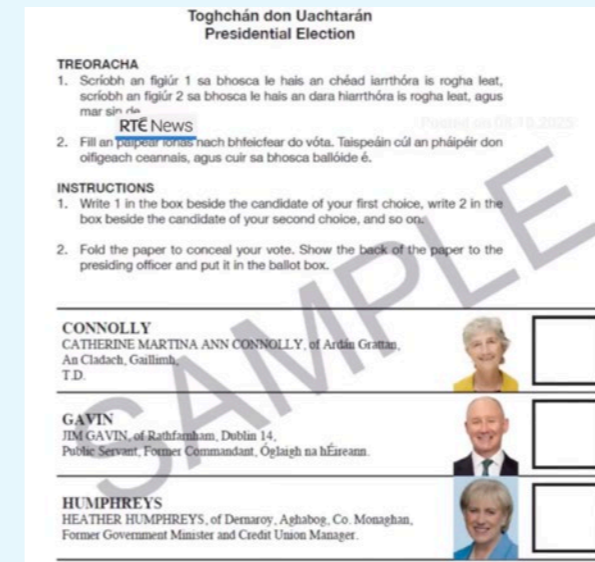 Toghchán don Uachtarán
Presidential Election
TREORACHA
1. Scríobh an figiúr 1 sa bhosca le hais an chéad iarrthóra is rogha leat,
scríobh an figiúr 2 sa bhosca le hais an dara hiarrthóra is rogha leat, agus
mar sin de
RTÉ News
Posted on 08.10.2025
2. Fill an páipéar ionas nach bhfeicfear do vóta. Taispeáin cúl an pháipéir don
oifigeach ceannais, agus cuir sa bhosca ballóide é.
INSTRUCTIONS
1. Write 1 in the box beside the candidate of your first choice, write 2 in the
box beside the candidate of your second choice, and so on.
2. Fold the paper to conceal your vote. Show the back of the paper to the
presiding officer and put it in the ballot box.
SAMPLE
CONNOLLY
CATHERINE MARTINA ANN CONNOLLY, of Ardán Grattan,
An Cladach, Gaillimh,
T.D.
GAVIN
JIM GAVIN, of Rathfarnham, Dublin 14,
Public Servant, Former Commandant, Óglaigh na hÉireann.
HUMPHREYS
HEATHER HUMPHREYS, of Dernaroy, Aghabog, Co. Monaghan,
Former Government Minister and Credit Union Manager.